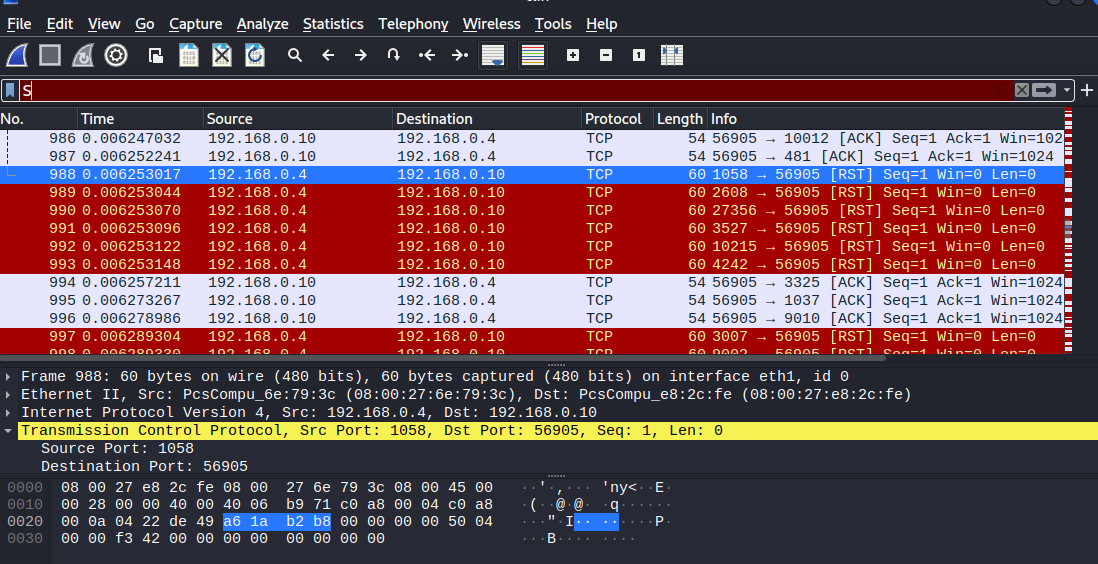 File Edit View Go Capture Analyze Statistics Telephony Wireless Tools Help
S
No. Time Source Destination Protocol Length Info
986 0.006247032 192.168.0.10 192.168.0.4 TCP 54 56905 → 10012 [ACK] Seq=1 Ack=1 Win=102
987 0.006252241 192.168.0.10 192.168.0.4 TCP 54 56905 → 481 [ACK] Seq=1 Ack=1 Win=1024
988 0.006253017 192.168.0.4 192.168.0.10 TCP 60 1058 → 56905 [RST] Seq=1 Win=0 Len=0
989 0.006253044 192.168.0.4 192.168.0.10 TCP 60 2608 → 56905 [RST] Seq=1 Win=0 Len=0
990 0.006253070 192.168.0.4 192.168.0.10 TCP 60 27356 → 56905 [RST] Seq=1 Win=0 Len=0
991 0.006253096 192.168.0.4 192.168.0.10 TCP 60 3527 → 56905 [RST] Seq=1 Win=0 Len=0
992 0.006253122 192.168.0.4 192.168.0.10 TCP 60 10215 → 56905 [RST] Seq=1 Win=0 Len=0
993 0.006253148 192.168.0.4 192.168.0.10 TCP 60 4242 → 56905 [RST] Seq=1 Win=0 Len=0
994 0.006257211 192.168.0.10 192.168.0.4 TCP 54 56905 → 3325 [ACK] Seq=1 Ack=1 Win=1024
995 0.006273267 192.168.0.10 192.168.0.4 TCP 54 56905 → 1037 [ACK] Seq=1 Ack=1 Win=1024
996 0.006278986 192.168.0.10 192.168.0.4 TCP 54 56905 → 9010 [ACK] Seq=1 Ack=1 Win=1024
997 0.006289304 192.168.0.4 192.168.0.10 TCP 60 3007 → 56905 [RST] Seq=1 Win=0 Len=0
998 0.006289330 192.168.0.4 192.168.0.10 TCP 60 9002 → 56905 [RST] Seq=1 Win=0 Len=0
Frame 988: 60 bytes on wire (480 bits), 60 bytes captured (480 bits) on interface eth1, id 0
Ethernet II, Src: PcsCompu_6e:79:3c (08:00:27:6e:79:3c), Dst: PcsCompu_e8:2c:fe (08:00:27:e8:2c:fe)
Internet Protocol Version 4, Src: 192.168.0.4, Dst: 192.168.0.10
Transmission Control Protocol, Src Port: 1058, Dst Port: 56905, Seq: 1, Len: 0
Source Port: 1058
Destination Port: 56905
0000 08 00 27 e8 2c fe 08 00 27 6e 79 3c 08 00 45 00 ··'·,··· 'ny<··E·
0010 00 28 00 00 40 00 40 06 b9 71 c0 a8 00 04 c0 a8 ·(··@·@· ·q······
0020 00 0a 04 22 de 49 a6 1a b2 b8 00 00 00 00 50 04 ···"·I·· ······P·
0030 00 00 f3 42 00 00 00 00 00 00 00 00 ···B···· ····